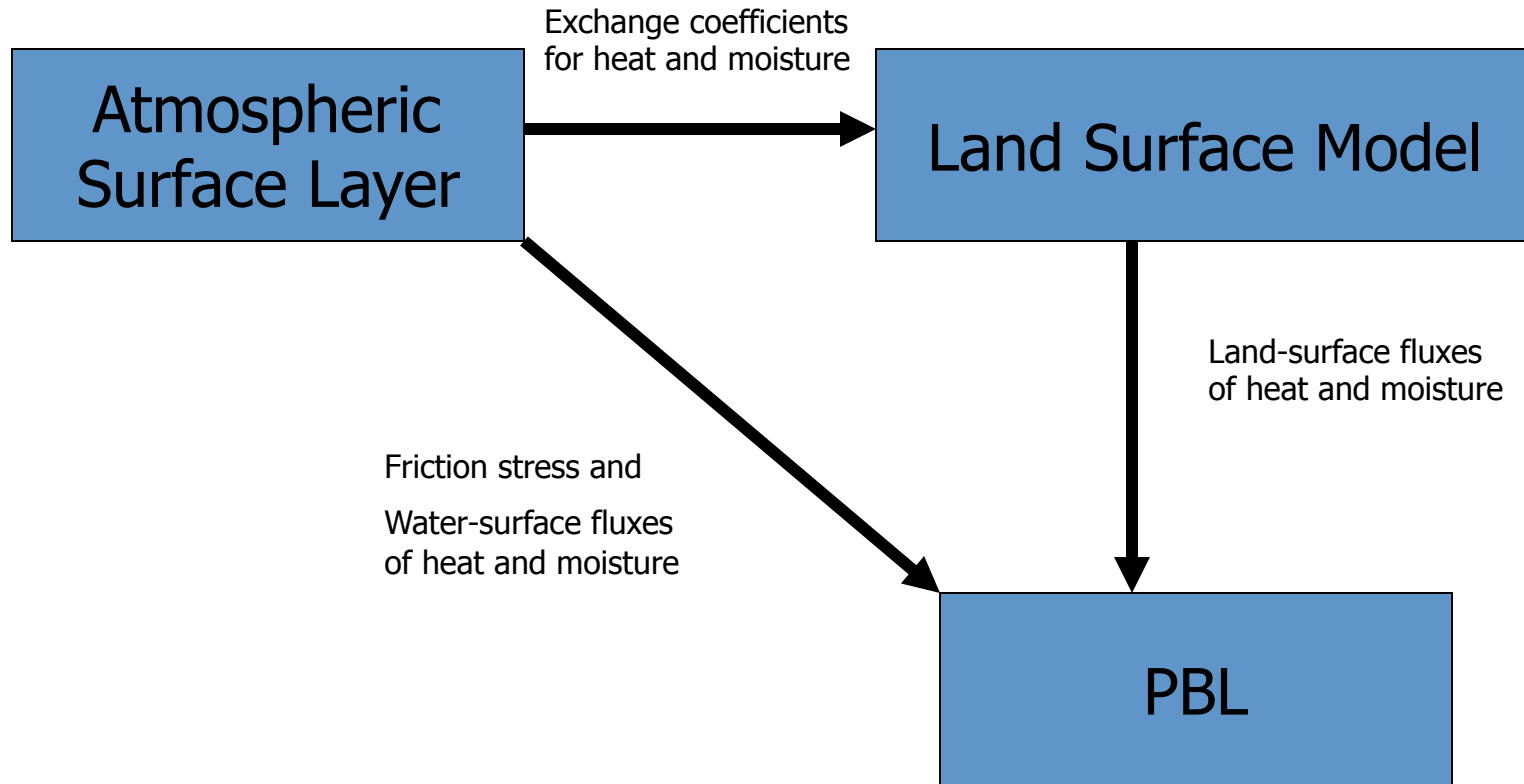 Exchange coefficients
for heat and moisture
Atmospheric
Surface Layer
Land Surface Model
Land-surface fluxes
of heat and moisture
Friction stress and
Water-surface fluxes
of heat and moisture
PBL